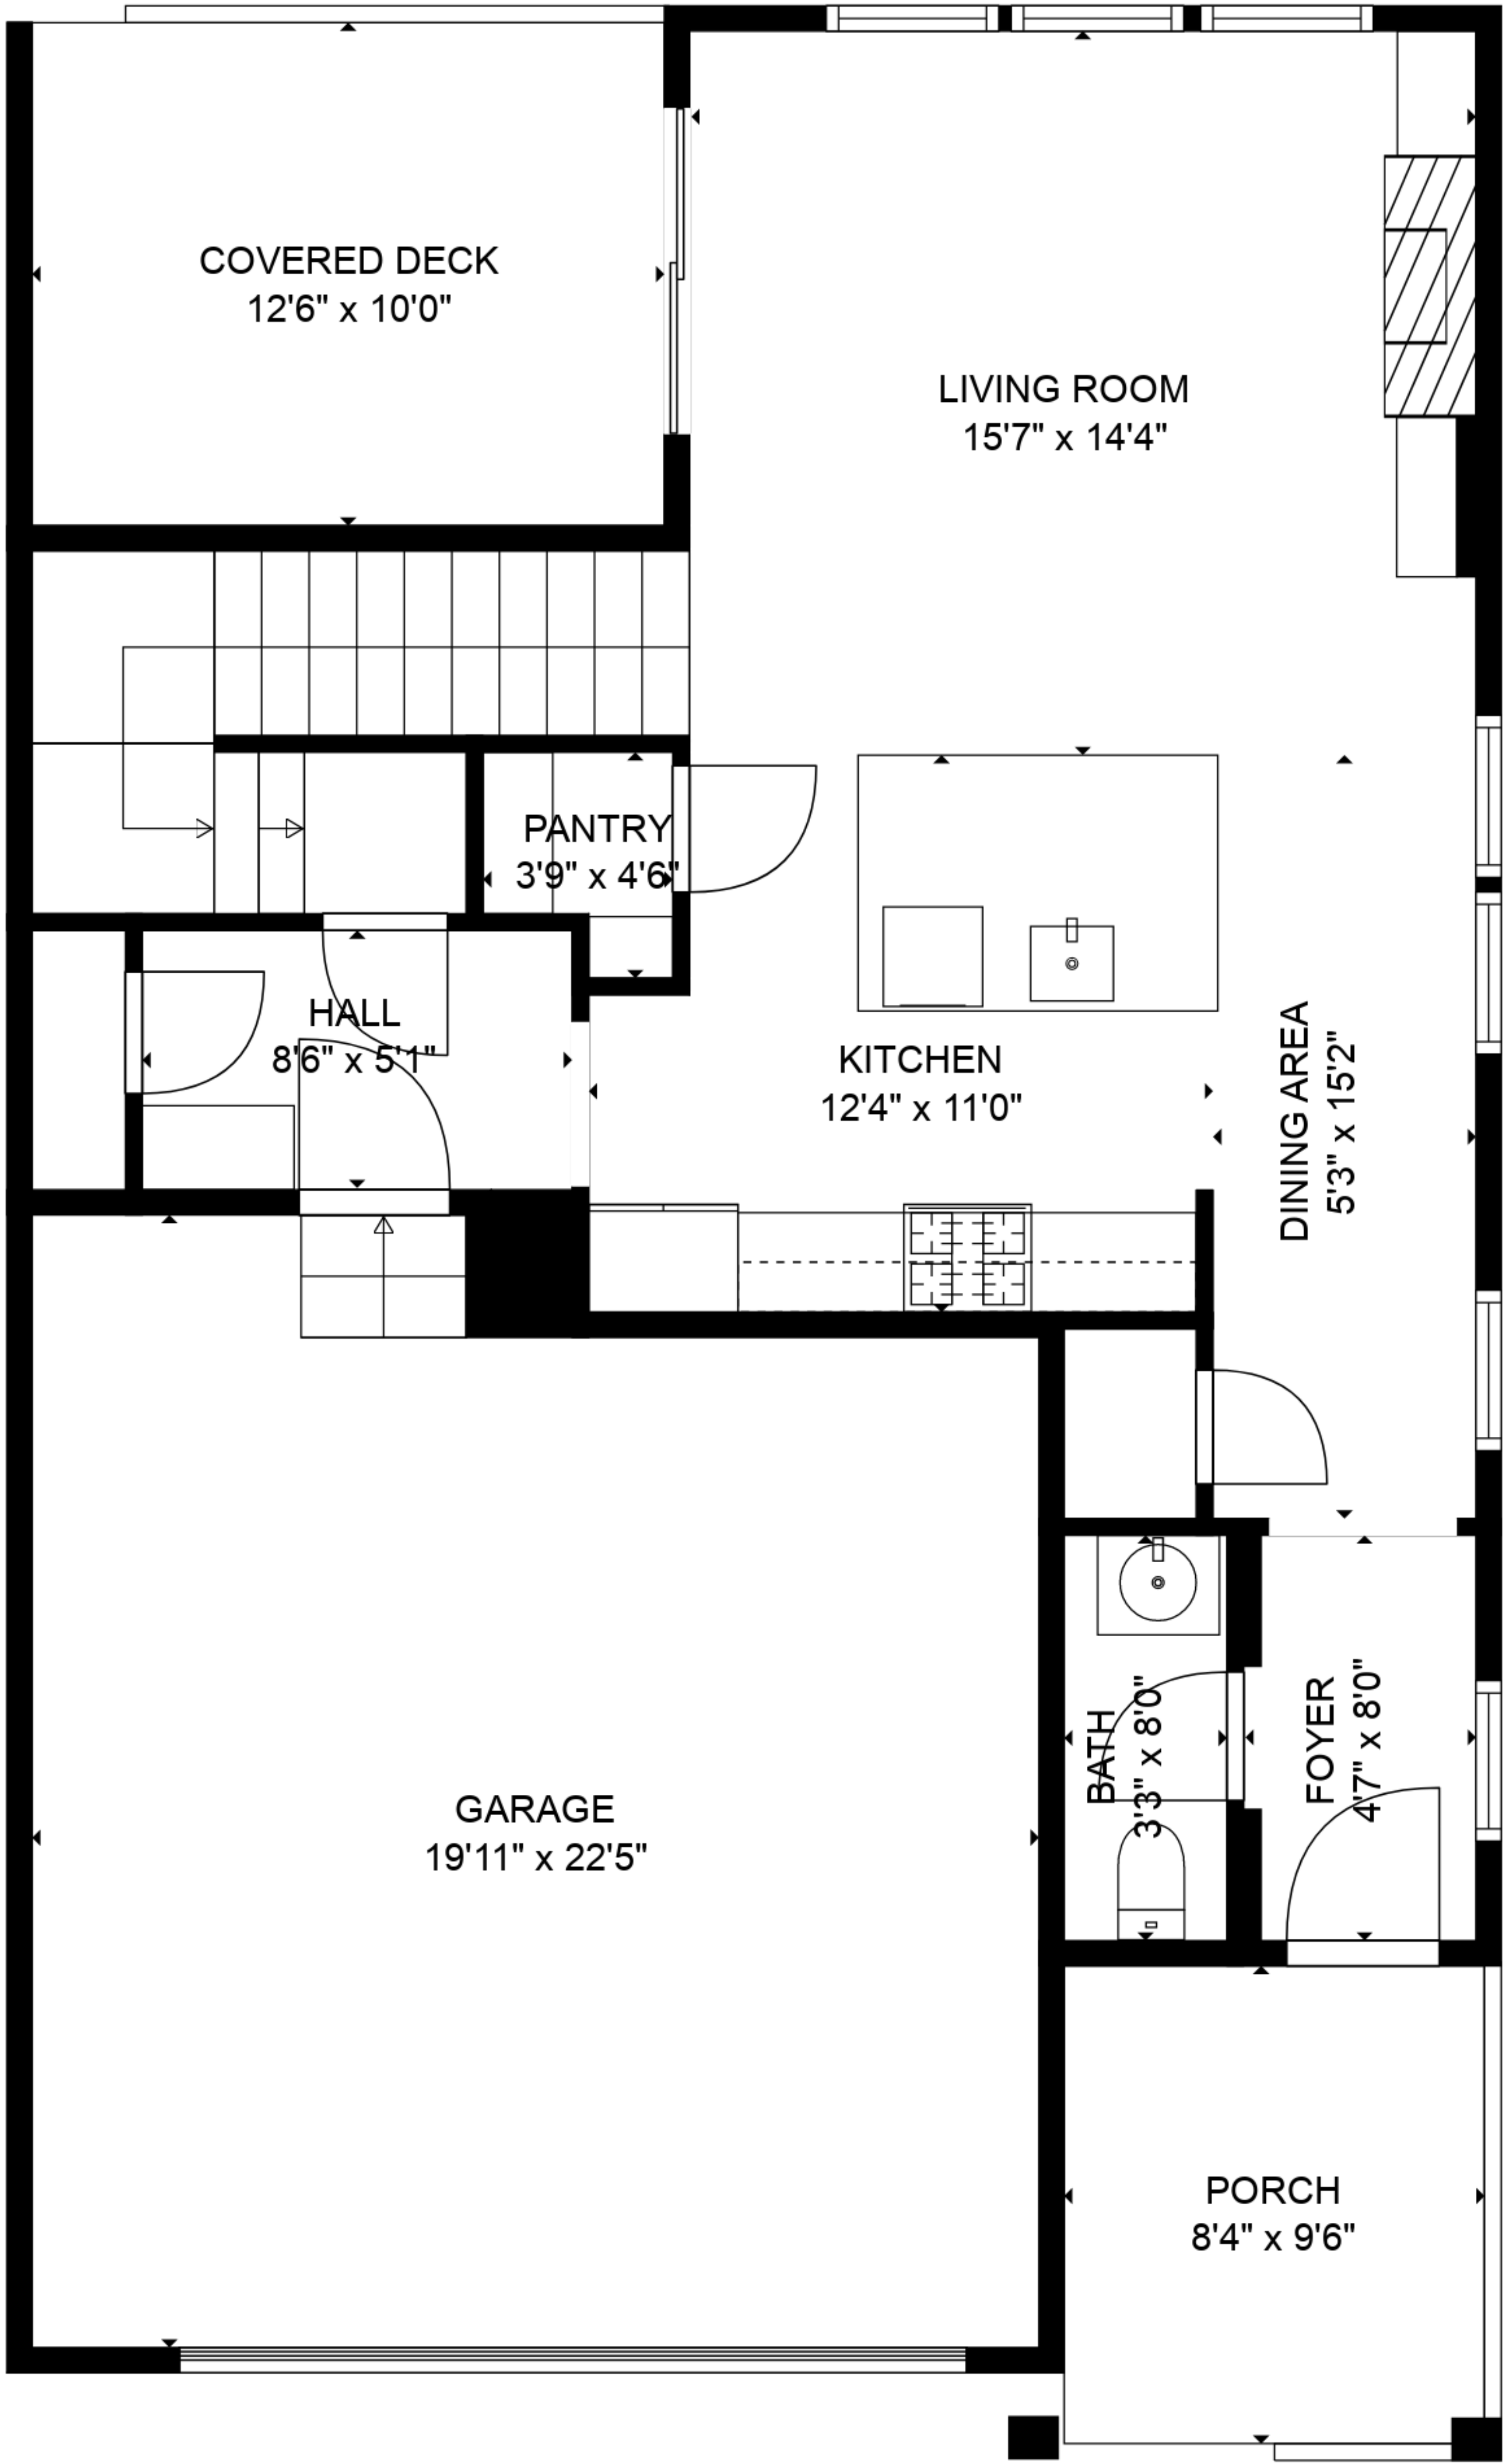 COVERED DECK
12'6" x 10'0"
LIVING ROOM
15'7" x 14'4"
PANTRY
3'9" x 4'6"
HALL
8'6" x 5'1"
KITCHEN
12'4" x 11'0"
DINING AREA
5'3" x 15'2"
BATH
3'3" x 8'0"
FOYER
4'7" x 8'0"
GARAGE
19'11" x 22'5"
PORCH
8'4" x 9'6"